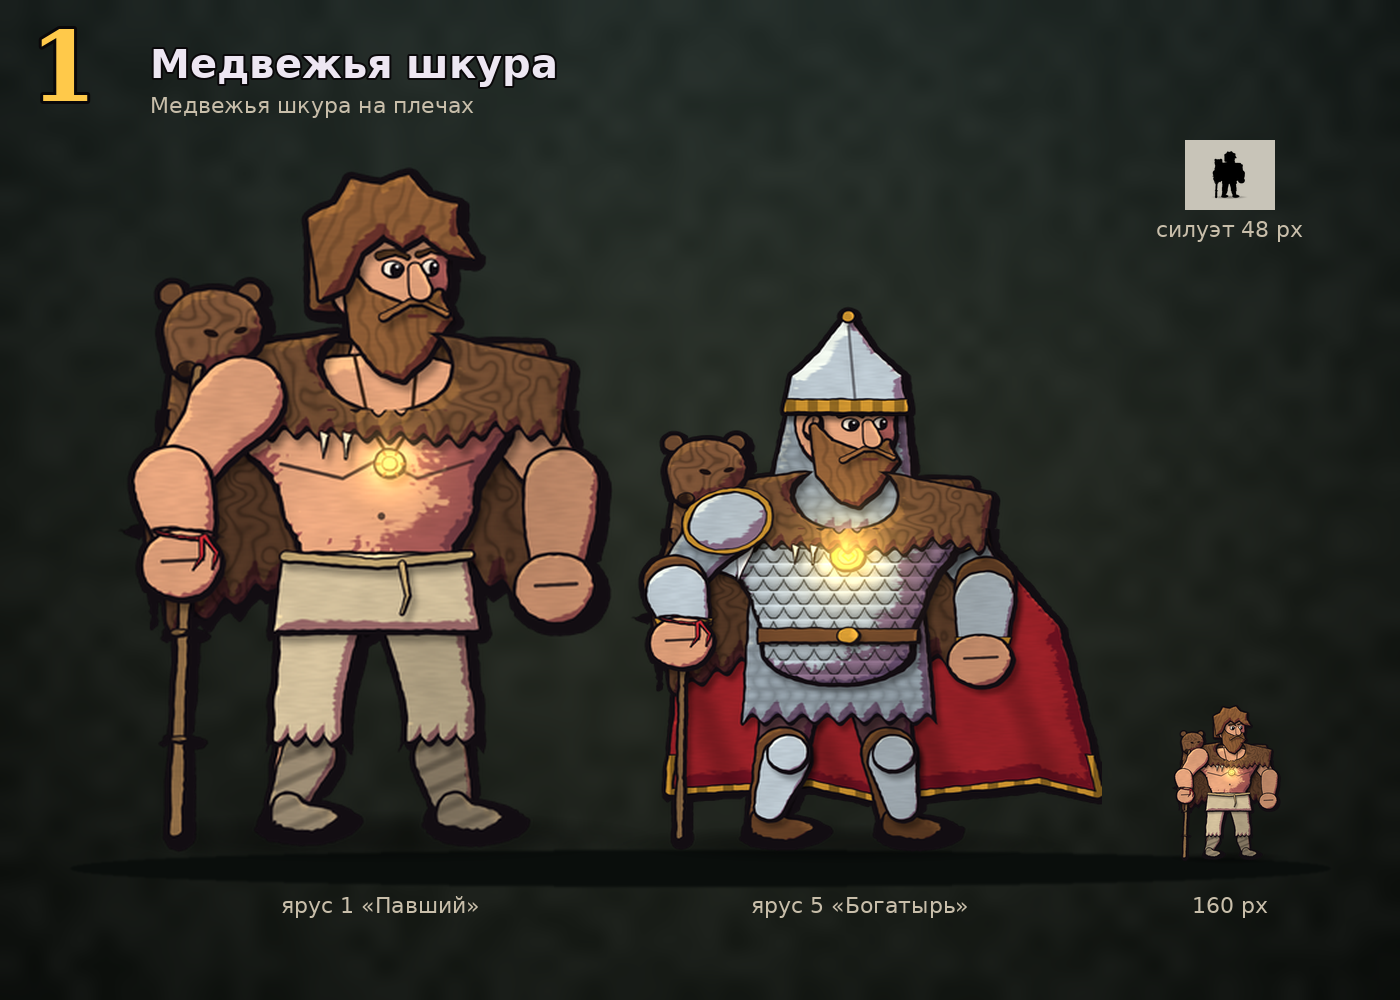 1
Медвежья шкура
Медвежья шкура на плечах
силуэт 48 px
ярус 1 «Павший»
ярус 5 «Богатырь»
160 px